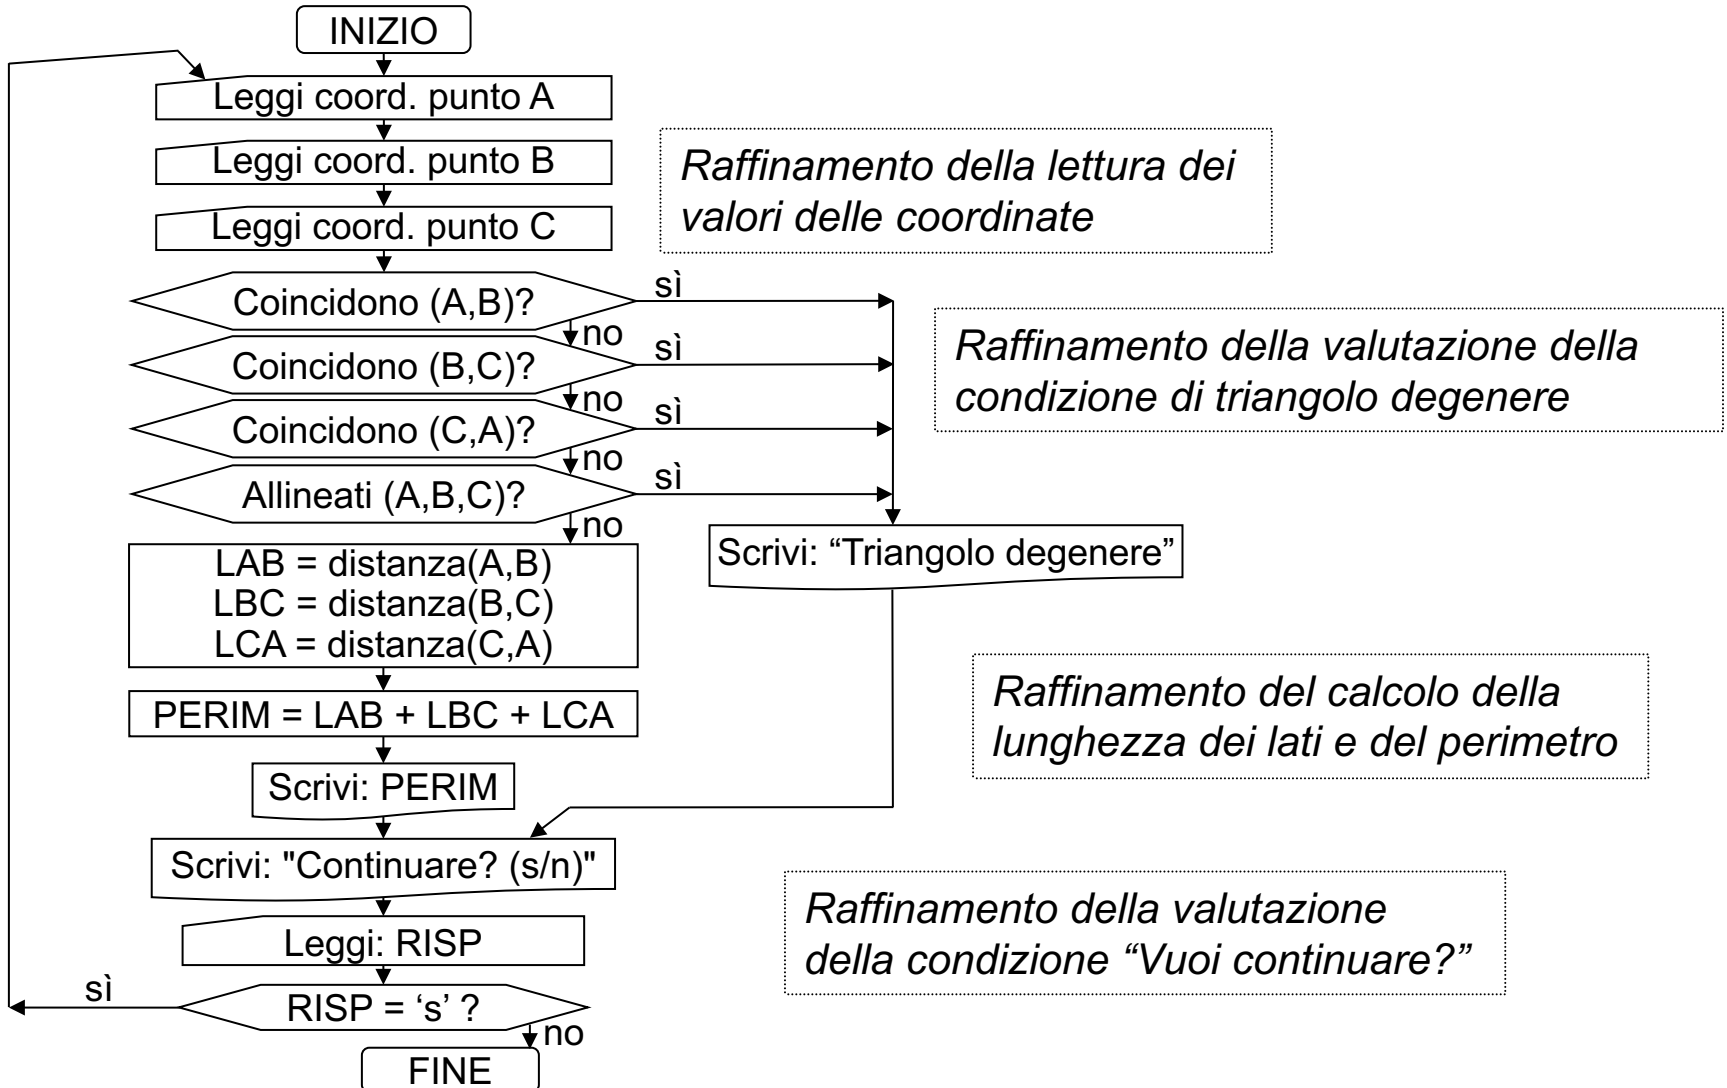 INIZIO
Leggi coord. punto A
Leggi coord. punto B
Leggi coord. punto C
Raffinamento della lettura dei
valori delle coordinate
Coincidono (A,B)?
sì
no
Coincidono (B,C)?
sì
no
Coincidono (C,A)?
sì
no
Allineati (A,B,C)?
sì
no
Raffinamento della valutazione della
condizione di triangolo degenere
Scrivi: “Triangolo degenere”
LAB = distanza(A,B)
LBC = distanza(B,C)
LCA = distanza(C,A)
PERIM = LAB + LBC + LCA
Raffinamento del calcolo della
lunghezza dei lati e del perimetro
Scrivi: PERIM
Scrivi: "Continuare? (s/n)"
Leggi: RISP
Raffinamento della valutazione
della condizione “Vuoi continuare?”
sì
RISP = ‘s’ ?
no
FINE